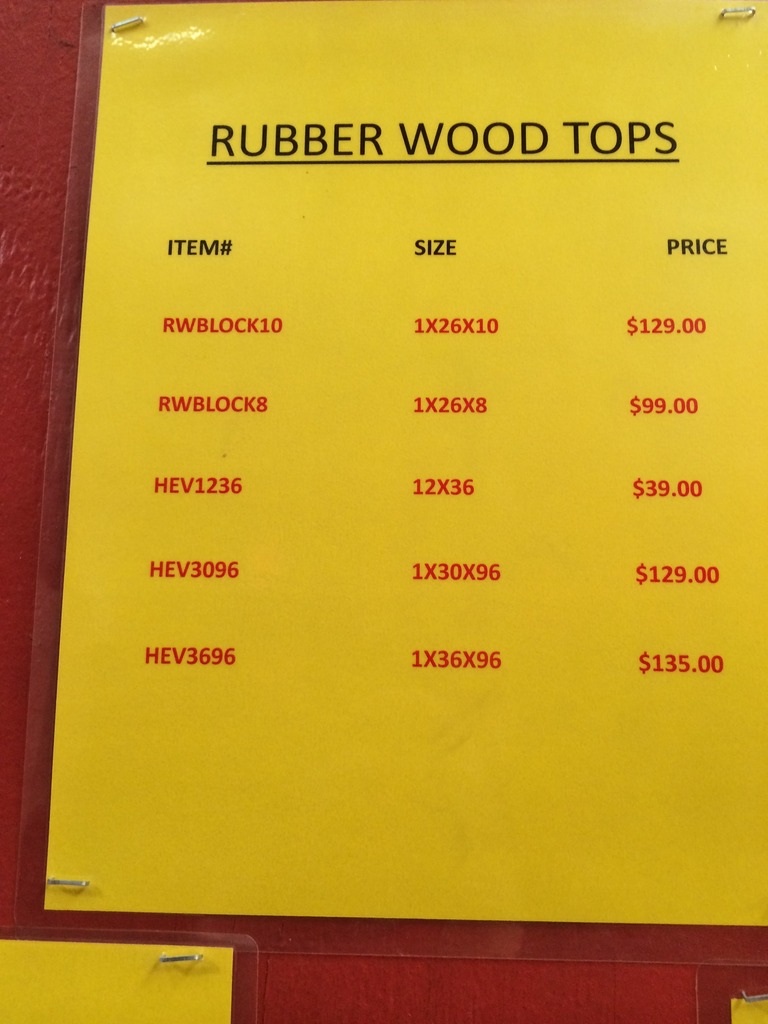 RUBBER WOOD TOPS
ITEM# SIZE PRICE
RWBLOCK10 1X26X10 $129.00
RWBLOCK8 1X26X8 $99.00
HEV1236 12X36 $39.00
HEV3096 1X30X96 $129.00
HEV3696 1X36X96 $135.00